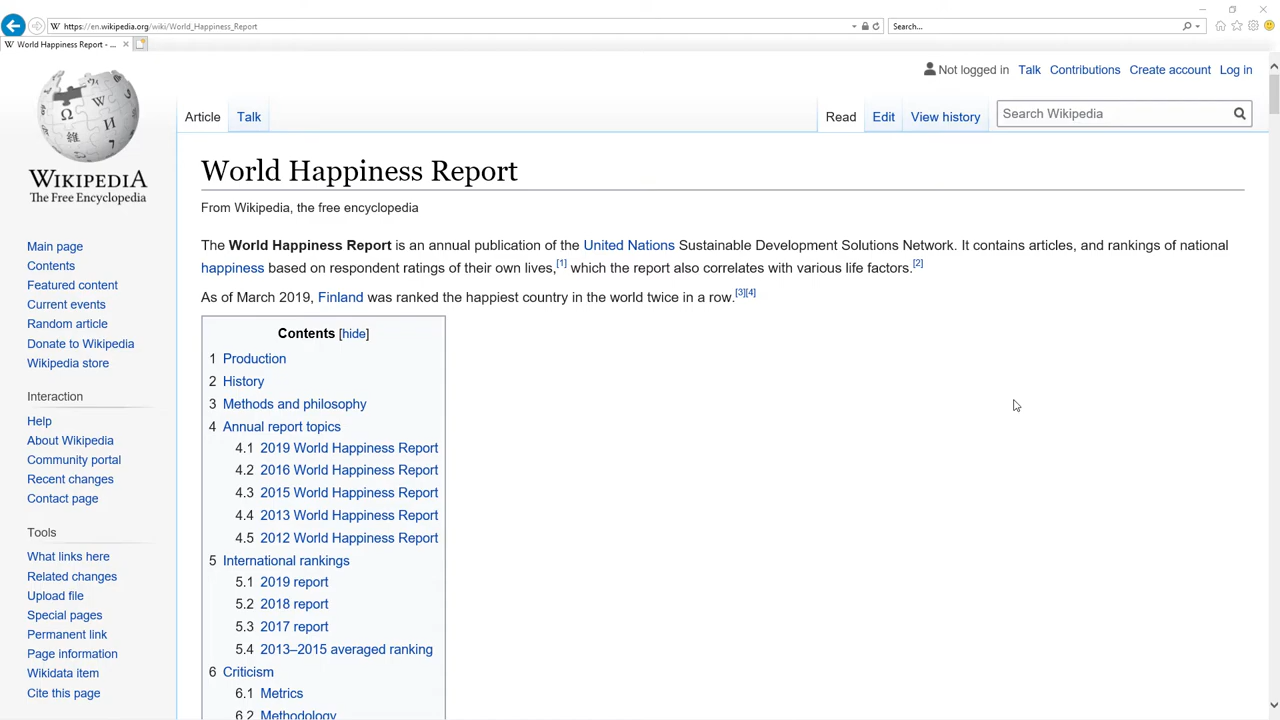 https://en.wikipedia.org/wiki/World_Happiness_Report
Search...
World Happiness Report - ...
Not logged in Talk Contributions Create account Log in
Article Talk Read Edit View history Search Wikipedia
WIKIPEDIA
The Free Encyclopedia
Main page
Contents
Featured content
Current events
Random article
Donate to Wikipedia
Wikipedia store
Interaction
Help
About Wikipedia
Community portal
Recent changes
Contact page
Tools
What links here
Related changes
Upload file
Special pages
Permanent link
Page information
Wikidata item
Cite this page
World Happiness Report
From Wikipedia, the free encyclopedia
The World Happiness Report is an annual publication of the United Nations Sustainable Development Solutions Network. It contains articles, and rankings of national
happiness based on respondent ratings of their own lives,[1] which the report also correlates with various life factors.[2]
As of March 2019, Finland was ranked the happiest country in the world twice in a row.[3][4]
Contents [hide]
1 Production
2 History
3 Methods and philosophy
4 Annual report topics
4.1 2019 World Happiness Report
4.2 2016 World Happiness Report
4.3 2015 World Happiness Report
4.4 2013 World Happiness Report
4.5 2012 World Happiness Report
5 International rankings
5.1 2019 report
5.2 2018 report
5.3 2017 report
5.4 2013–2015 averaged ranking
6 Criticism
6.1 Metrics
6.2 Methodology